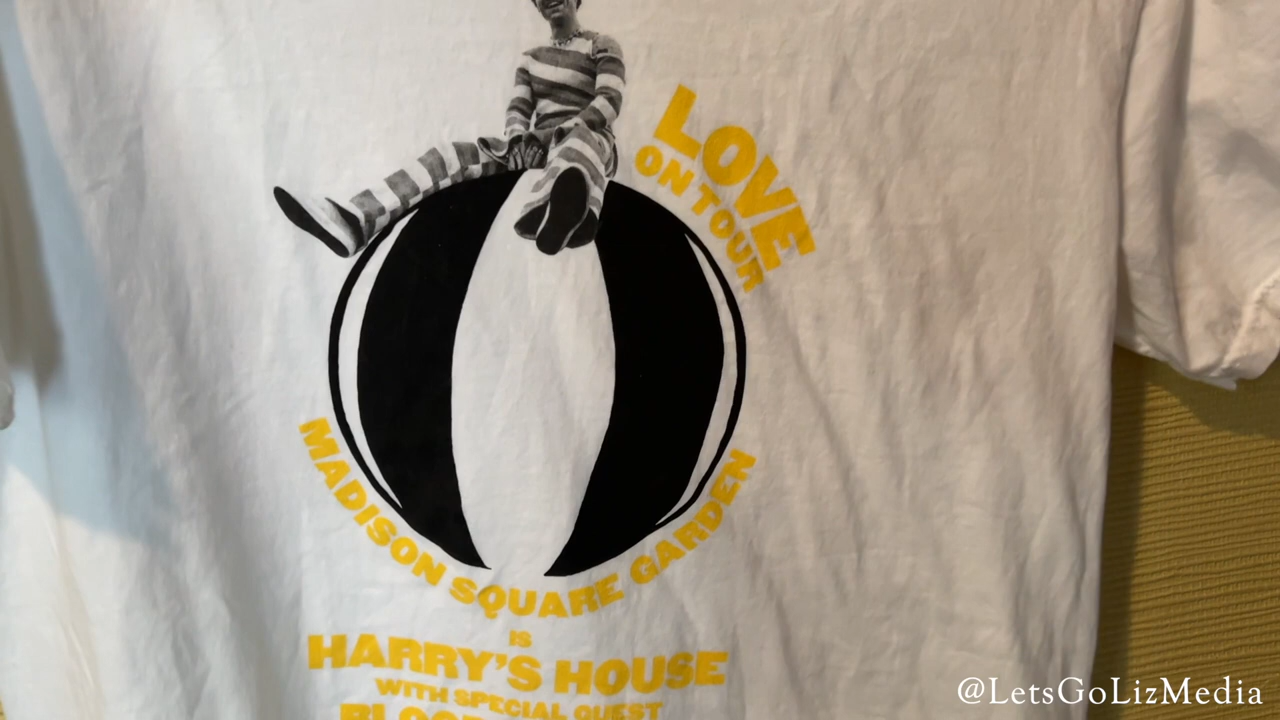 LOVE
ON TOUR
MADISON SQUARE GARDEN
IS
HARRY'S HOUSE
WITH SPECIAL GUEST
@LetsGoLizMedia